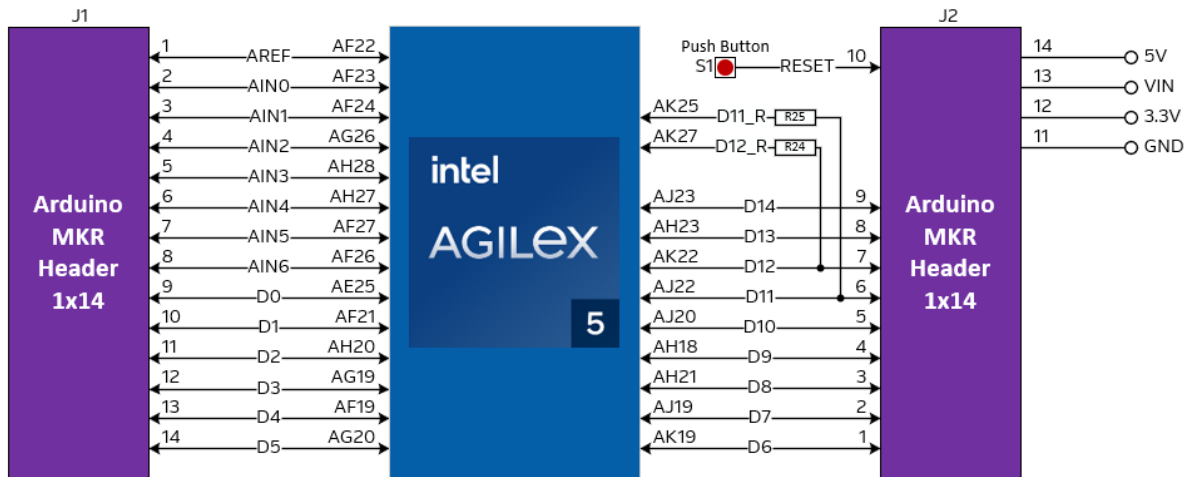 J1
J2
1 AREF AF22
2 AIN0 AF23
3 AIN1 AF24
4 AIN2 AG26
5 AIN3 AH28
6 AIN4 AH27
7 AIN5 AF27
8 AIN6 AF26
9 D0 AE25
10 D1 AF21
11 D2 AH20
12 D3 AG19
13 D4 AF19
14 D5 AG20
Arduino
MKR
Header
1x14
intel
AGILEX
5
Push Button
S1 RESET 10
AK25 D11_R R25
AK27 D12_R R24
AJ23 D14 9
AH23 D13 8
AK22 D12 7
AJ22 D11 6
AJ20 D10 5
AH18 D9 4
AH21 D8 3
AJ19 D7 2
AK19 D6 1
Arduino
MKR
Header
1x14
14 5V
13 VIN
12 3.3V
11 GND